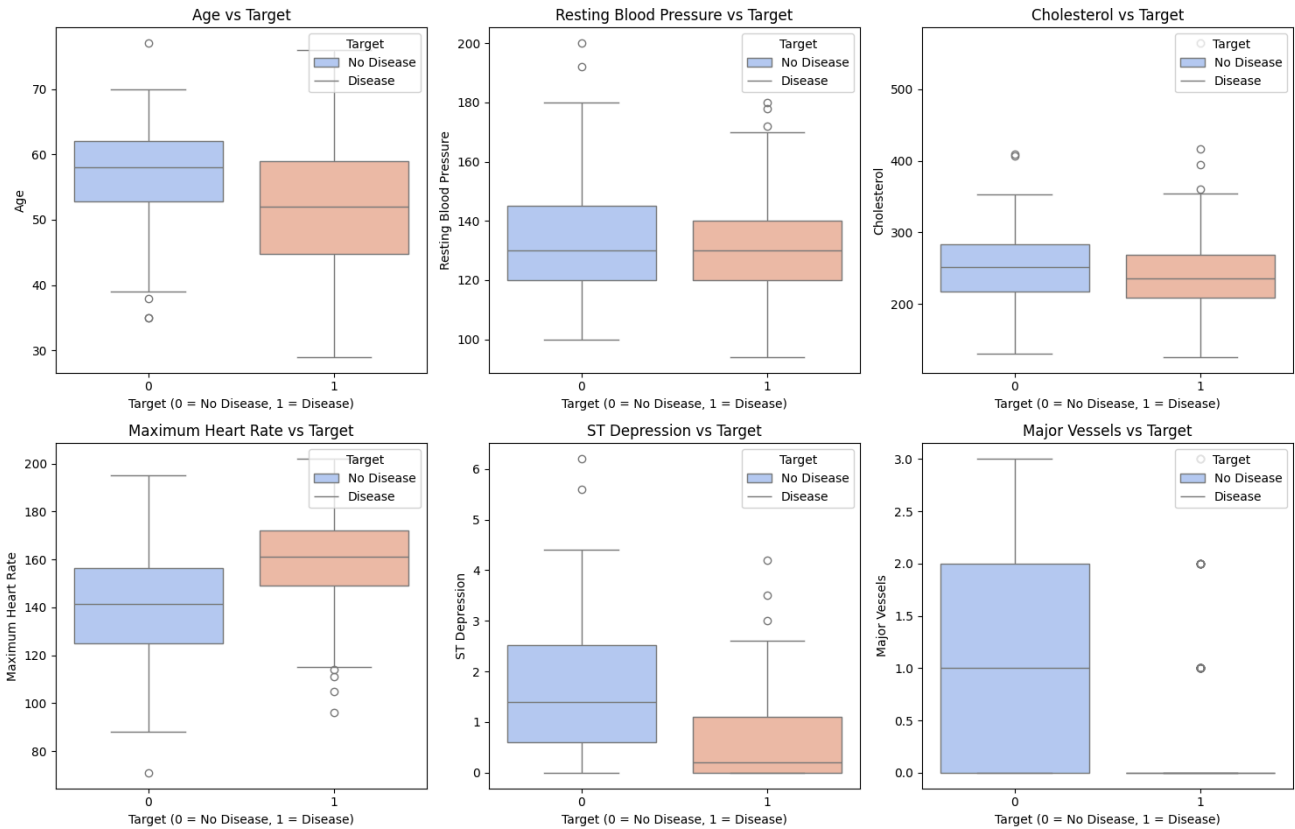 Age vs Target
Age
70
60
50
40
30
0
1
Target (0 = No Disease, 1 = Disease)
Target
No Disease
Disease
Resting Blood Pressure vs Target
Resting Blood Pressure
200
180
160
140
120
100
0
1
Target (0 = No Disease, 1 = Disease)
Target
No Disease
Disease
Cholesterol vs Target
Cholesterol
500
400
300
200
0
1
Target (0 = No Disease, 1 = Disease)
Target
No Disease
Disease
Maximum Heart Rate vs Target
Maximum Heart Rate
200
180
160
140
120
100
80
0
1
Target (0 = No Disease, 1 = Disease)
Target
No Disease
Disease
ST Depression vs Target
ST Depression
6
5
4
3
2
1
0
0
1
Target (0 = No Disease, 1 = Disease)
Target
No Disease
Disease
Major Vessels vs Target
Major Vessels
3.0
2.5
2.0
1.5
1.0
0.5
0.0
0
1
Target (0 = No Disease, 1 = Disease)
Target
No Disease
Disease